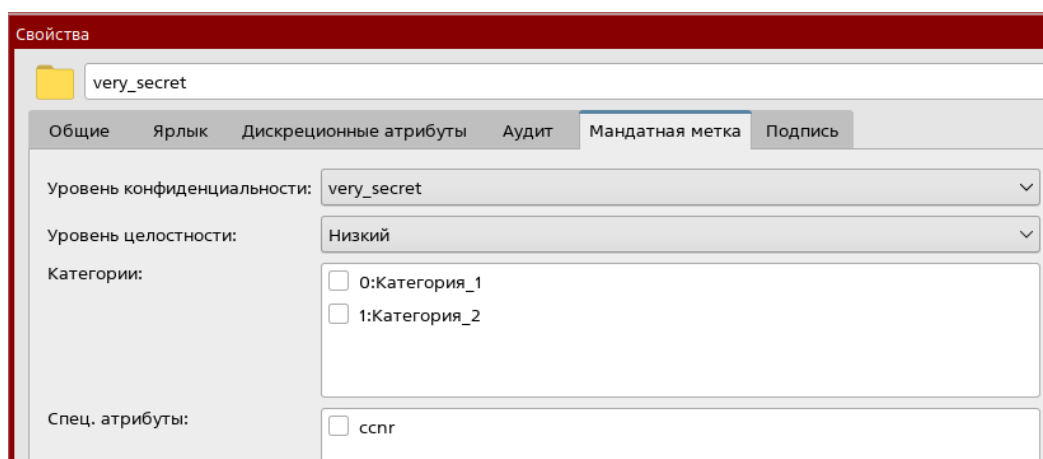 Свойства
very_secret
Общие Ярлык Дискреционные атрибуты Аудит Мандатная метка Подпись
Уровень конфиденциальности: very_secret
Уровень целостности: Низкий
Категории:
0:Категория_1
1:Категория_2
Спец. атрибуты:
ccnr